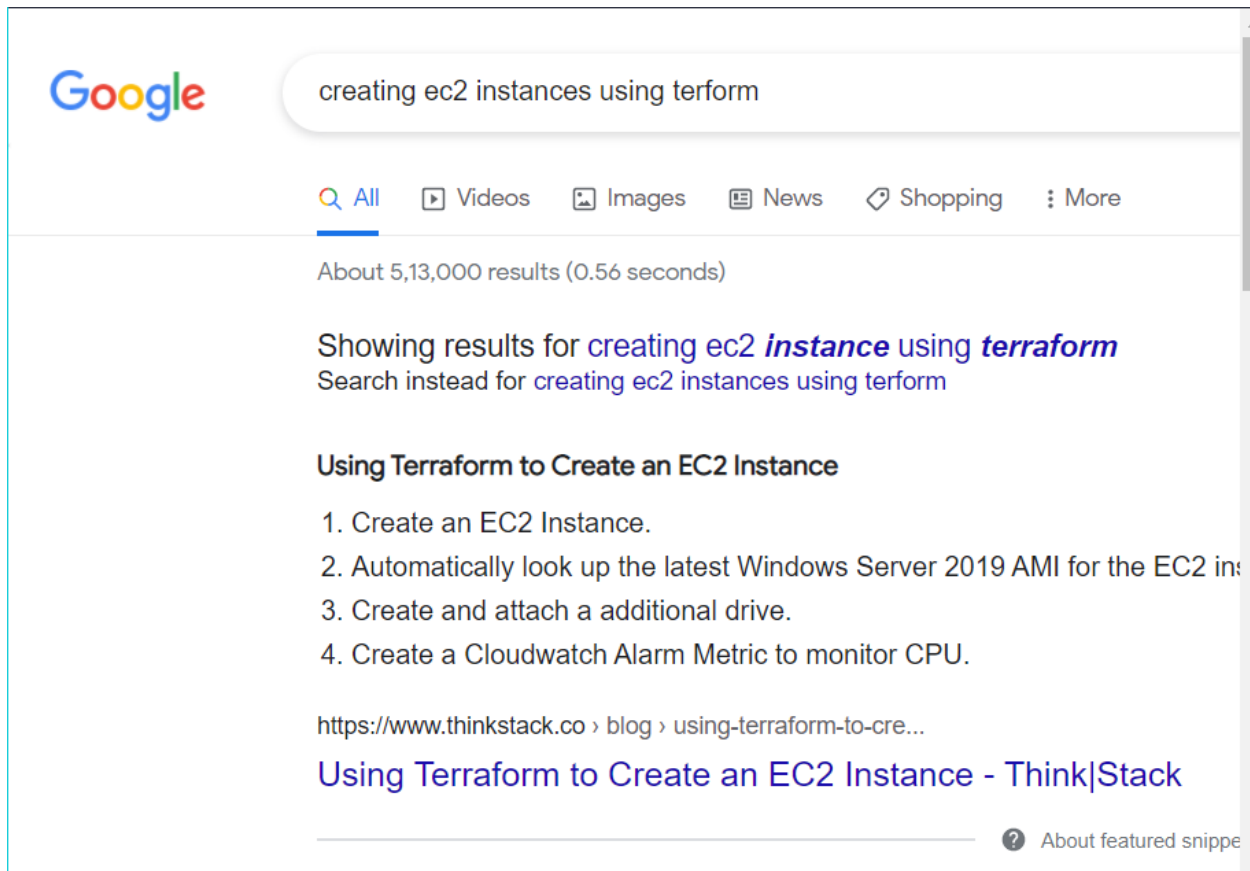 Google
creating ec2 instances using terform
All Videos Images News Shopping More
About 5,13,000 results (0.56 seconds)
Showing results for creating ec2 instance using terraform
Search instead for creating ec2 instances using terform
Using Terraform to Create an EC2 Instance
1. Create an EC2 Instance.
2. Automatically look up the latest Windows Server 2019 AMI for the EC2
3. Create and attach a additional drive.
4. Create a Cloudwatch Alarm Metric to monitor CPU.
https://www.thinkstack.co › blog › using-terraform-to-cre...
Using Terraform to Create an EC2 Instance - Think|Stack
About featured snippe